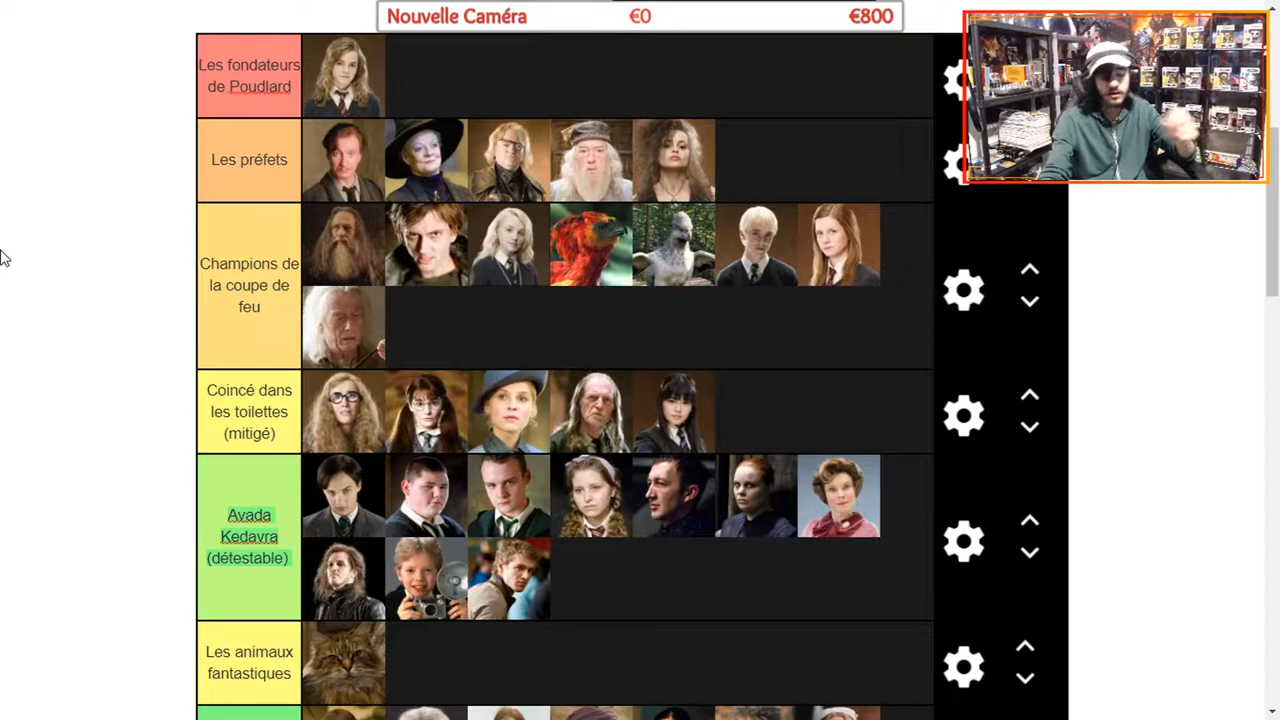 Nouvelle Caméra €0 €800
Les fondateurs
de Poudlard
Les préfets
Champions de
la coupe de
feu
Coincé dans
les toilettes
(mitigé)
Avada
Kedavra
(détestable)
Les animaux
fantastiques